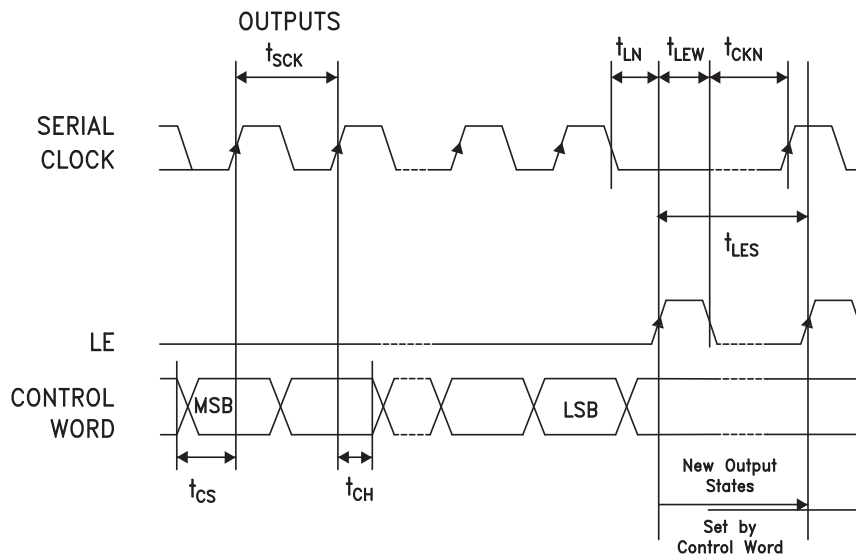 OUTPUTS
tSCK
tLN
tLEW
tCKN
SERIAL
CLOCK
tLES
LE
CONTROL
WORD
MSB
LSB
tCS
tCH
New Output
States
Set by
Control Word